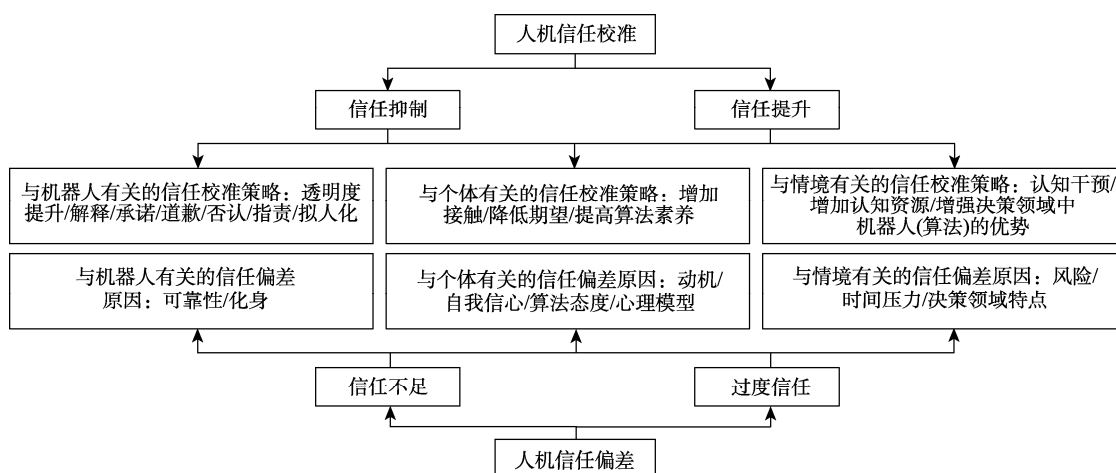 人机信任校准
信任抑制
信任提升
与机器人有关的信任校准策略：透明度
提升/解释/承诺/道歉/否认/指责/拟人化
与个体有关的信任校准策略：增加
接触/降低期望/提高算法素养
与情境有关的信任校准策略：认知干预/
增加认知资源/增强决策领域中
机器人(算法)的优势
与机器人有关的信任偏差
原因：可靠性/化身
与个体有关的信任偏差原因：动机/
自我信心/算法态度/心理模型
与情境有关的信任偏差原因：风险/
时间压力/决策领域特点
信任不足
过度信任
人机信任偏差